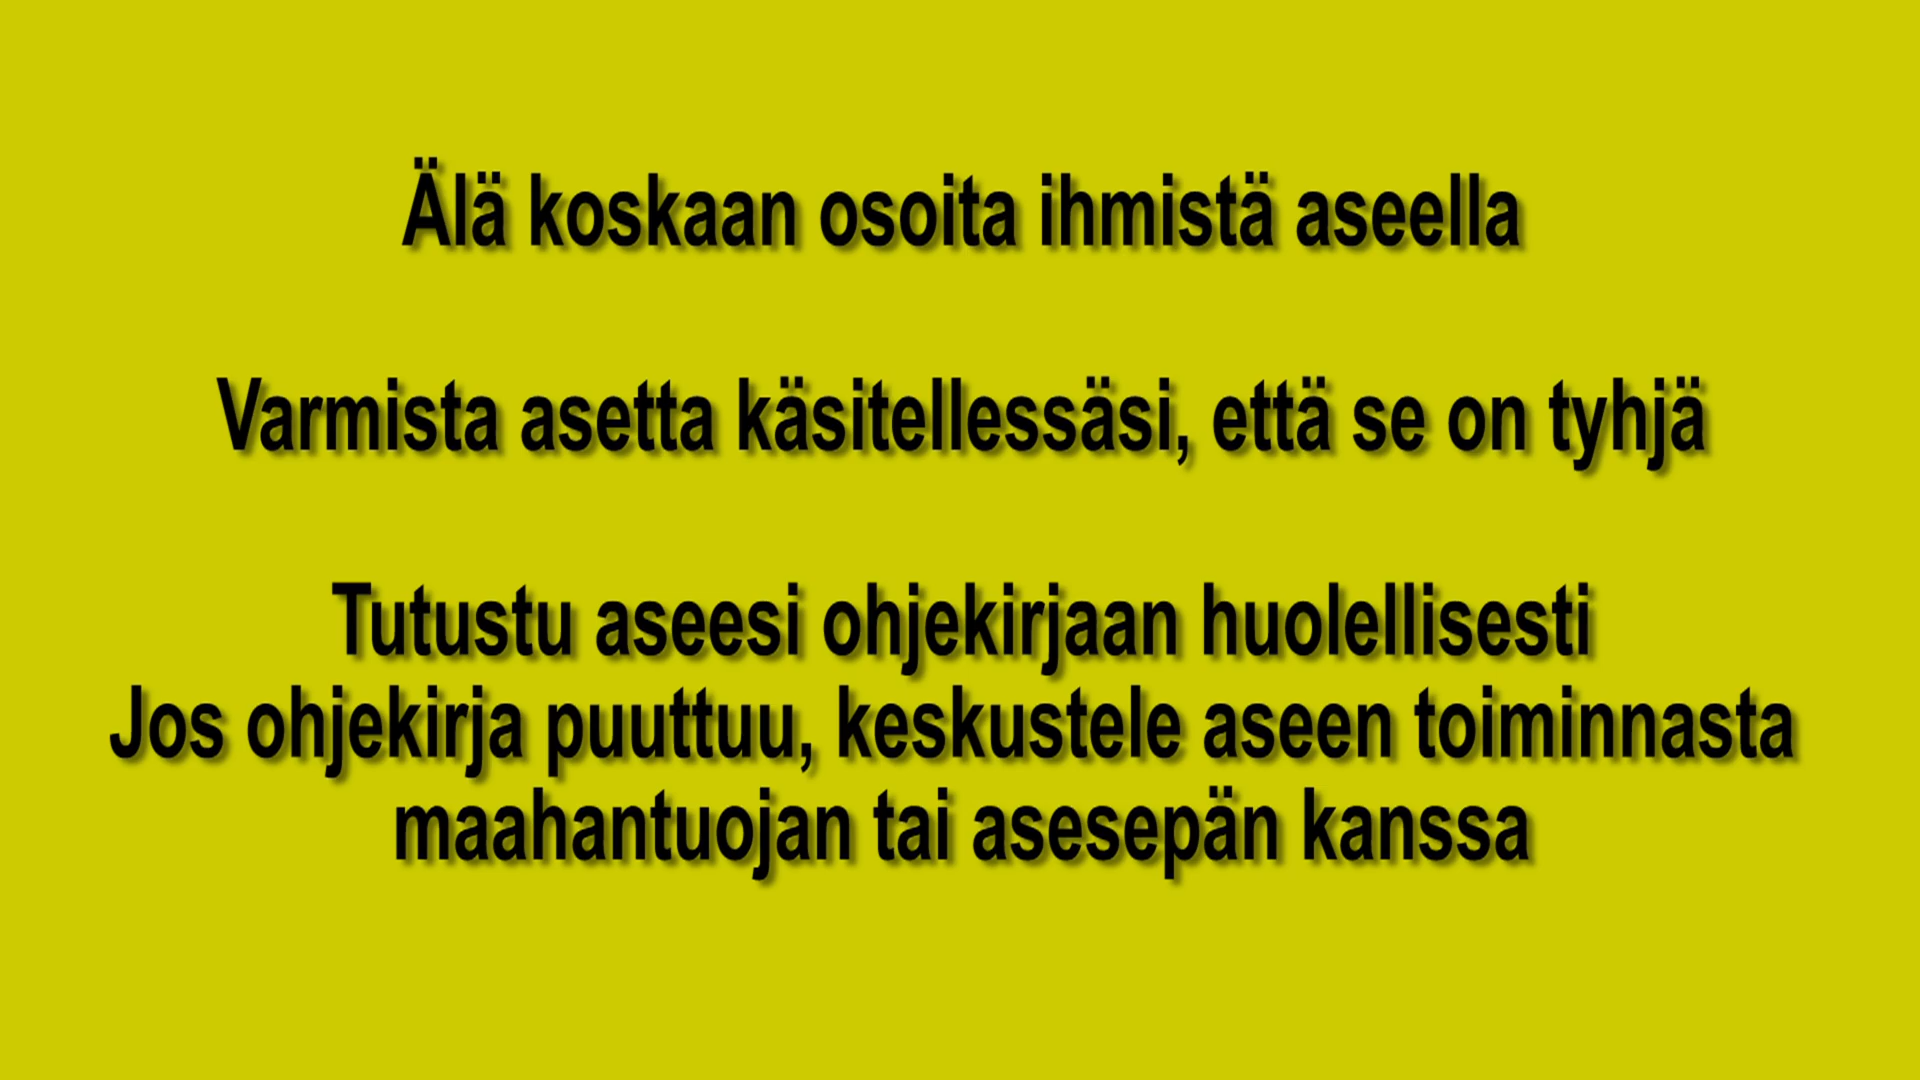 Älä koskaan osoita ihmistä aseella
Varmista asetta käsitellessäsi, että se on tyhjä
Tutustu aseesi ohjekirjaan huolellisesti
Jos ohjekirja puuttuu, keskustele aseen toiminnasta
maahantuojan tai asesepän kanssa